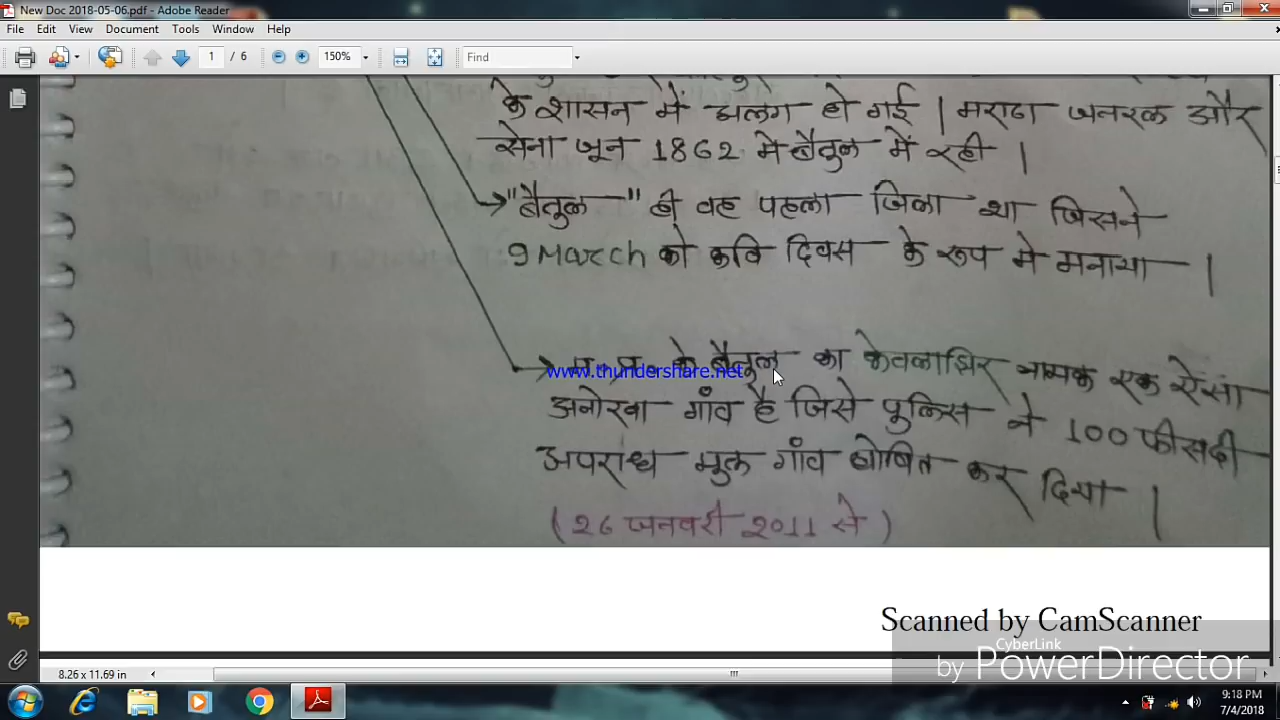 New Doc 2018-05-06.pdf - Adobe Reader
File Edit View Document Tools Window Help
1 / 6 150% Find
के शासन में अलग हो गई | मराठा जनरल और
सेना जून 1862 मे बैतुल में रही |
"बैतुल" ही वह पहला जिला था जिसने
9 March को कवि दिवस के रूप मे मनाया |
म.प्र. के बैतुल का केवलाझिर नामक एक ऐसा
www.thundershare.net
अनोखा गाँव है जिसे पुलिस ने 100 फीसदी
अपराध मुक्त गाँव घोषित कर दिया |
(26 जनवरी 2011 से)
Scanned by CamScanner
CyberLink
by PowerDirector
8.26 x 11.69 in
9:18 PM
7/4/2018